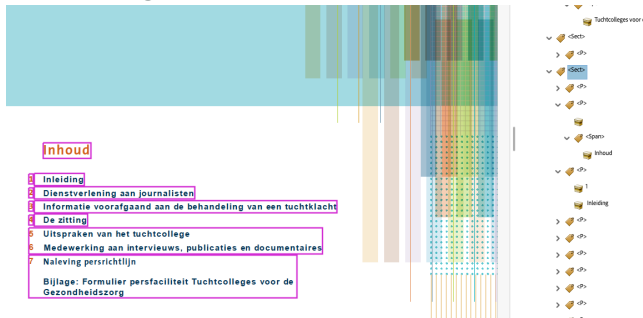 Tuchtcolleges voor
<Sect>
<P>
<Sect>
<P>
<P>
<Span>
Inhoud
<P>
1
Inleiding
<P>
<P>
<P>
<P>
<P>
Inhoud
1 Inleiding
2 Dienstverlening aan journalisten
3 Informatie voorafgaand aan de behandeling van een tuchtklacht
4 De zitting
5 Uitspraken van het tuchtcollege
6 Medewerking aan interviews, publicaties en documentaires
7 Naleving persrichtlijn
Bijlage: Formulier persfaciliteit Tuchtcolleges voor de
Gezondheidszorg